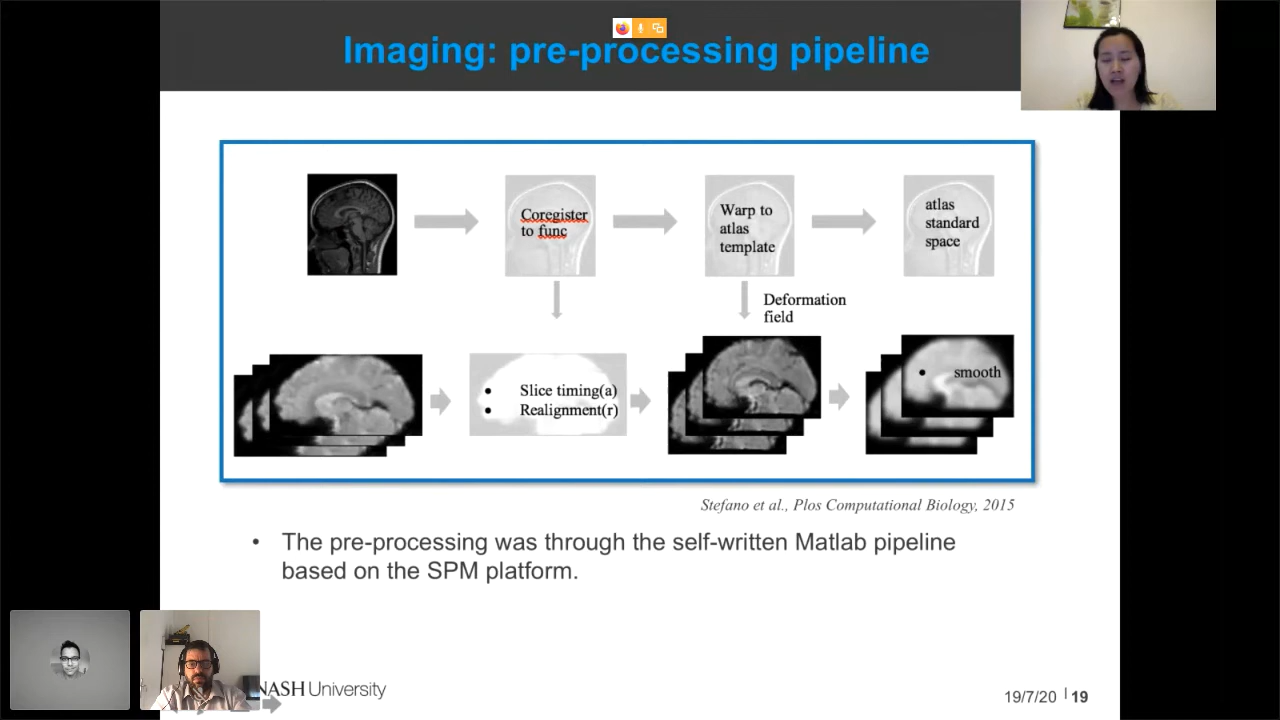 Imaging: pre-processing pipeline
Coregister
to func
Warp to
atlas
template
atlas
standard
space
Deformation
field
• Slice timing(a)
• Realignment(r)
• smooth
Stefano et al., Plos Computational Biology, 2015
• The pre-processing was through the self-written Matlab pipeline
based on the SPM platform.
NASH University
19/7/20 | 19